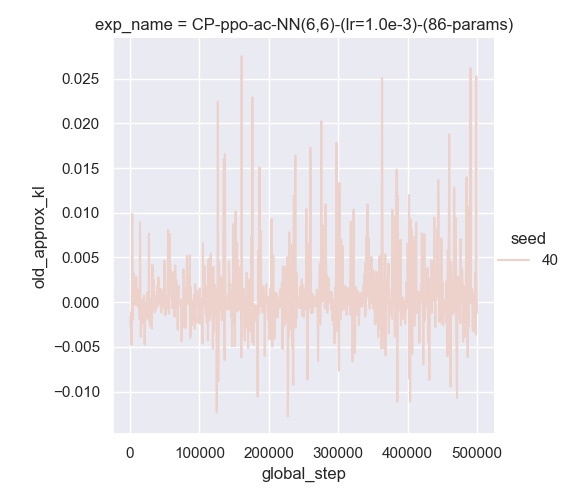 exp_name = CP-ppo-ac-NN(6,6)-(lr=1.0e-3)-(86-params)
0.025
0.020
0.015
0.010
0.005
0.000
−0.005
−0.010
old_approx_kl
seed
40
0 100000 200000 300000 400000 500000
global_step